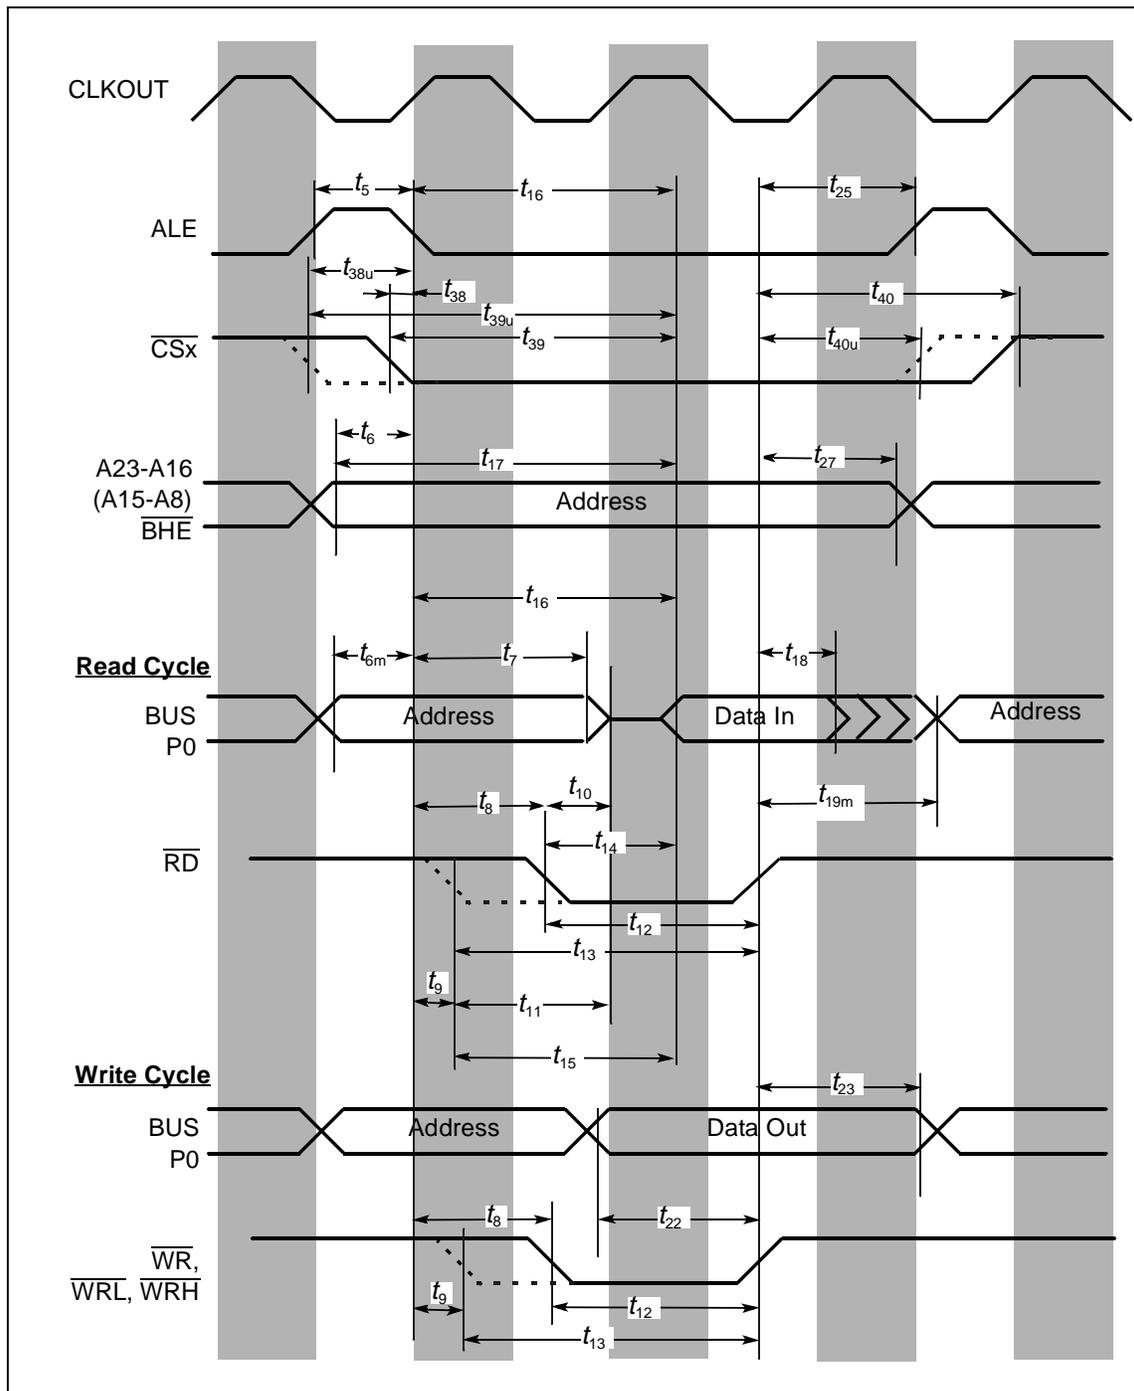 CLKOUT
t5
t16
t25
ALE
t38u
t38
t40
t39u
CSx
t39
t40u
t6
A23-A16
t17
t27
(A15-A8)
Address
BHE
t16
t6m
t7
t18
Read Cycle
BUS
Address
Data In
Address
P0
t8
t10
t19m
t14
RD
t12
t13
t9
t11
t15
Write Cycle
t23
BUS
Address
Data Out
P0
t8
t22
WR,
WRL, WRH
t9
t12
t13